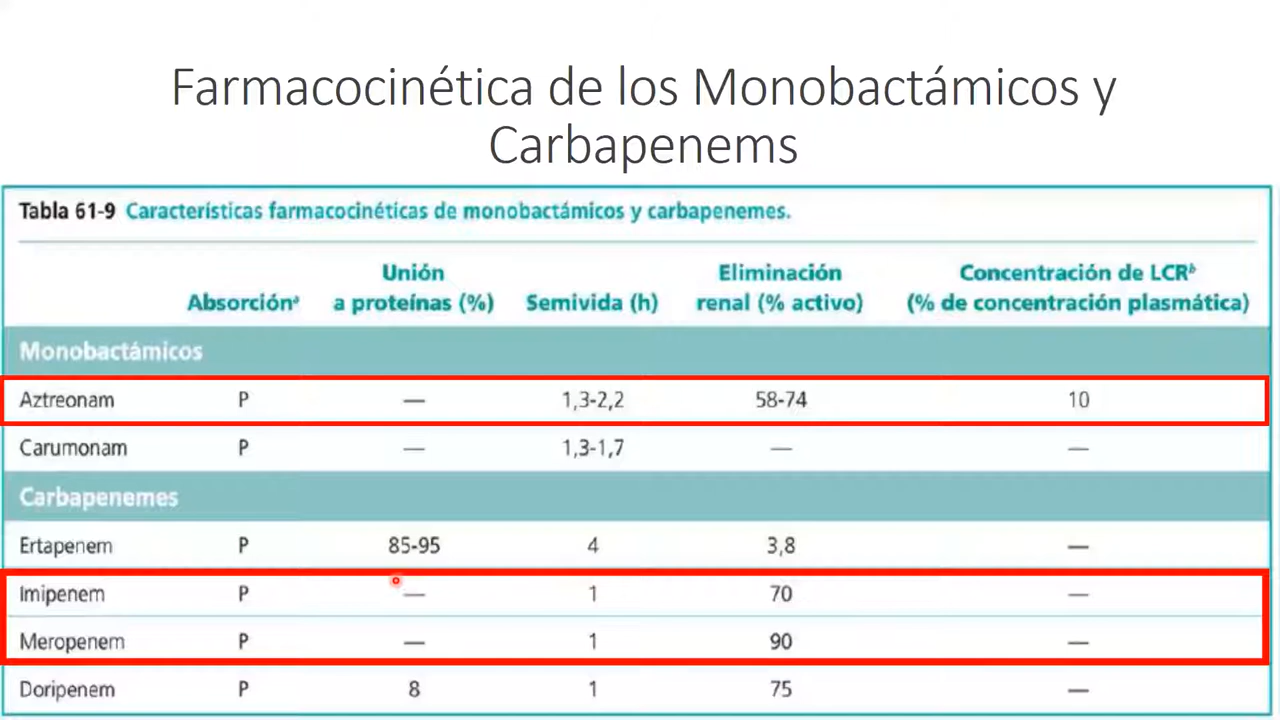 Farmacocinética de los Monobactámicos y
Carbapenems
Tabla 61-9 Características farmacocinéticas de monobactámicos y carbapenemes.
Absorciónᵃ Unión a proteínas (%) Semivida (h) Eliminación renal (% activo) Concentración de LCRᵇ (% de concentración plasmática)
Monobactámicos
Aztreonam P — 1,3-2,2 58-74 10
Carumonam P — 1,3-1,7 — —
Carbapenemes
Ertapenem P 85-95 4 3,8 —
Imipenem P — 1 70 —
Meropenem P — 1 90 —
Doripenem P 8 1 75 —